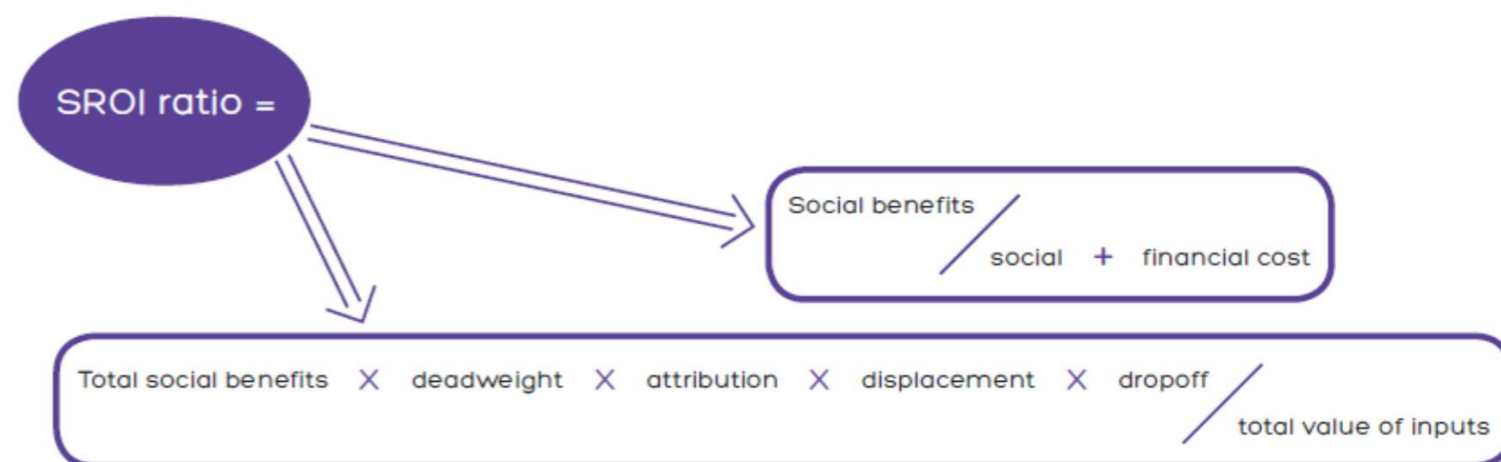 SROI ratio =
Social benefits
social + financial cost
Total social benefits X deadweight X attribution X displacement X dropoff
total value of inputs